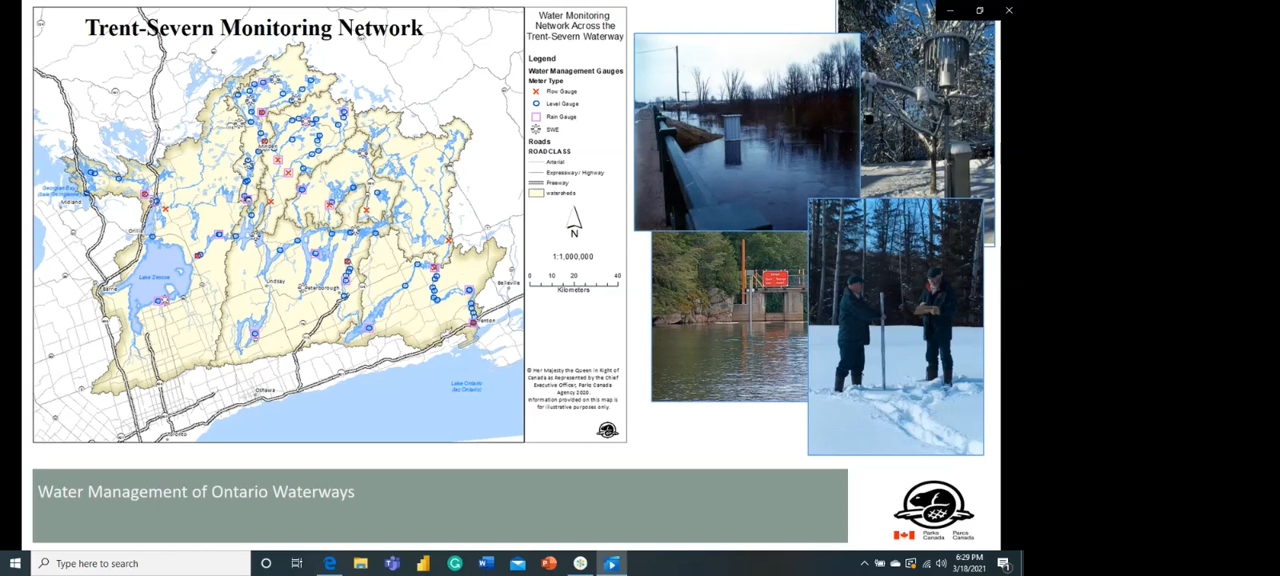 Trent-Severn Monitoring Network
Water Monitoring
Network Across the
Trent-Severn Waterway
Legend
Water Management Gauges
Meter Type
Flow Gauge
Level Gauge
Rain Gauge
SWE
Roads
ROADCLASS
Arterial
Expressway / Highway
Freeway
watersheds
N
1:1,000,000
0 10 20 40
Kilometers
© Her Majesty the Queen in Right of
Canada as Represented by the Chief
Executive Officer, Parks Canada
Agency 2020.
Information provided on this map is
for illustrative purposes only.
Minden
Georgian Bay
Midland
Orillia
Lake Simcoe
Barrie
Lindsay
Peterborough
Belleville
Trenton
Oshawa
Lake Ontario
Toronto
Water Management of Ontario Waterways
Parks Parcs
Canada Canada
Type here to search
6:29 PM
3/18/2021